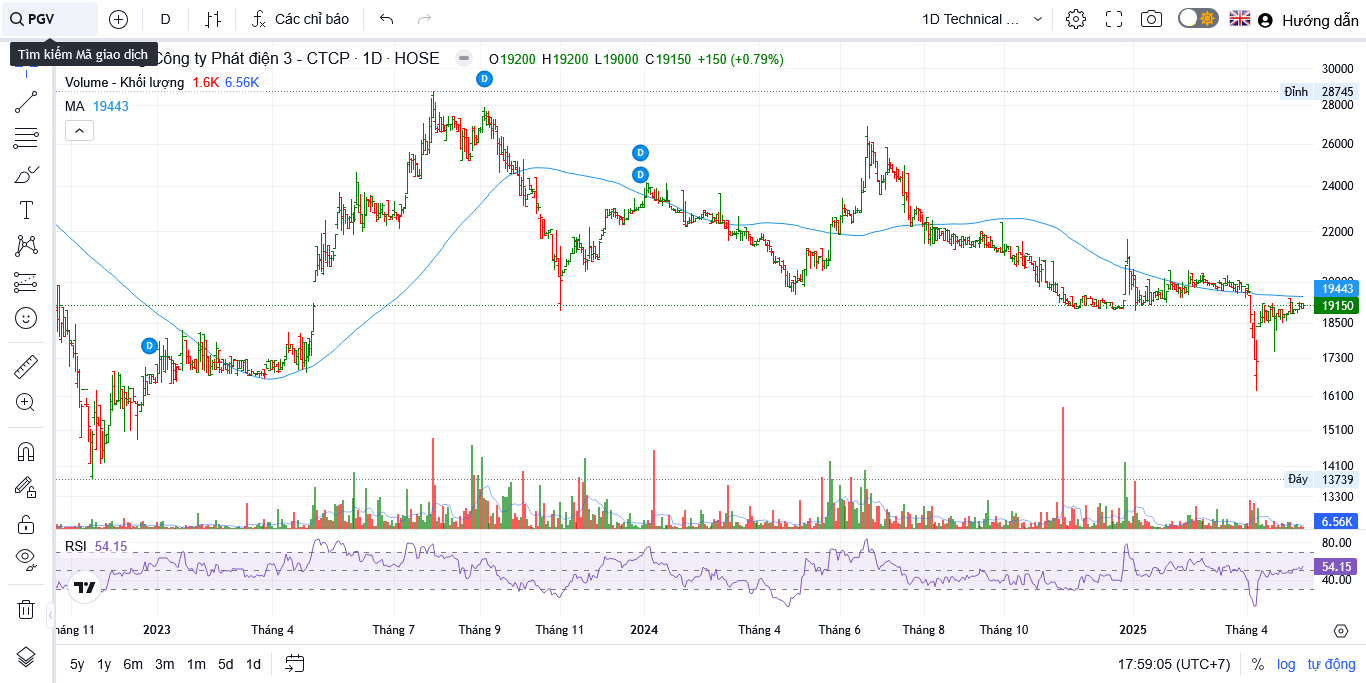 PGV
D
Các chỉ báo
1D Technical ...
Hướng dẫn
Tìm kiếm Mã giao dịch
Công ty Phát điện 3 - CTCP · 1D · HOSE
O19200 H19200 L19000 C19150 +150 (+0.79%)
Volume - Khối lượng 1.6K 6.56K
MA 19443
D
D
D
D
30000
Đỉnh 28745
28000
26000
24000
22000
19443
19150
18500
17300
16100
15100
14100
Đáy 13739
13300
6.56K
RSI 54.15
80.00
54.15
40.00
háng 11 2023 Tháng 4 Tháng 7 Tháng 9 Tháng 11 2024 Tháng 4 Tháng 6 Tháng 8 Tháng 10 2025 Tháng 4
5y 1y 6m 3m 1m 5d 1d
17:59:05 (UTC+7) % log tự động